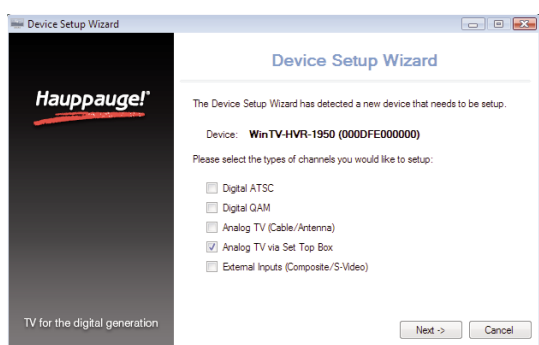 Device Setup Wizard
Device Setup Wizard
Hauppauge!
The Device Setup Wizard has detected a new device that needs to be setup.
Device: WinTV-HVR-1950 (000DFE000000)
Please select the types of channels you would like to setup:
Digital ATSC
Digital QAM
Analog TV (Cable/Antenna)
Analog TV via Set Top Box
External Inputs (Composite/S-Video)
TV for the digital generation
Next ->
Cancel